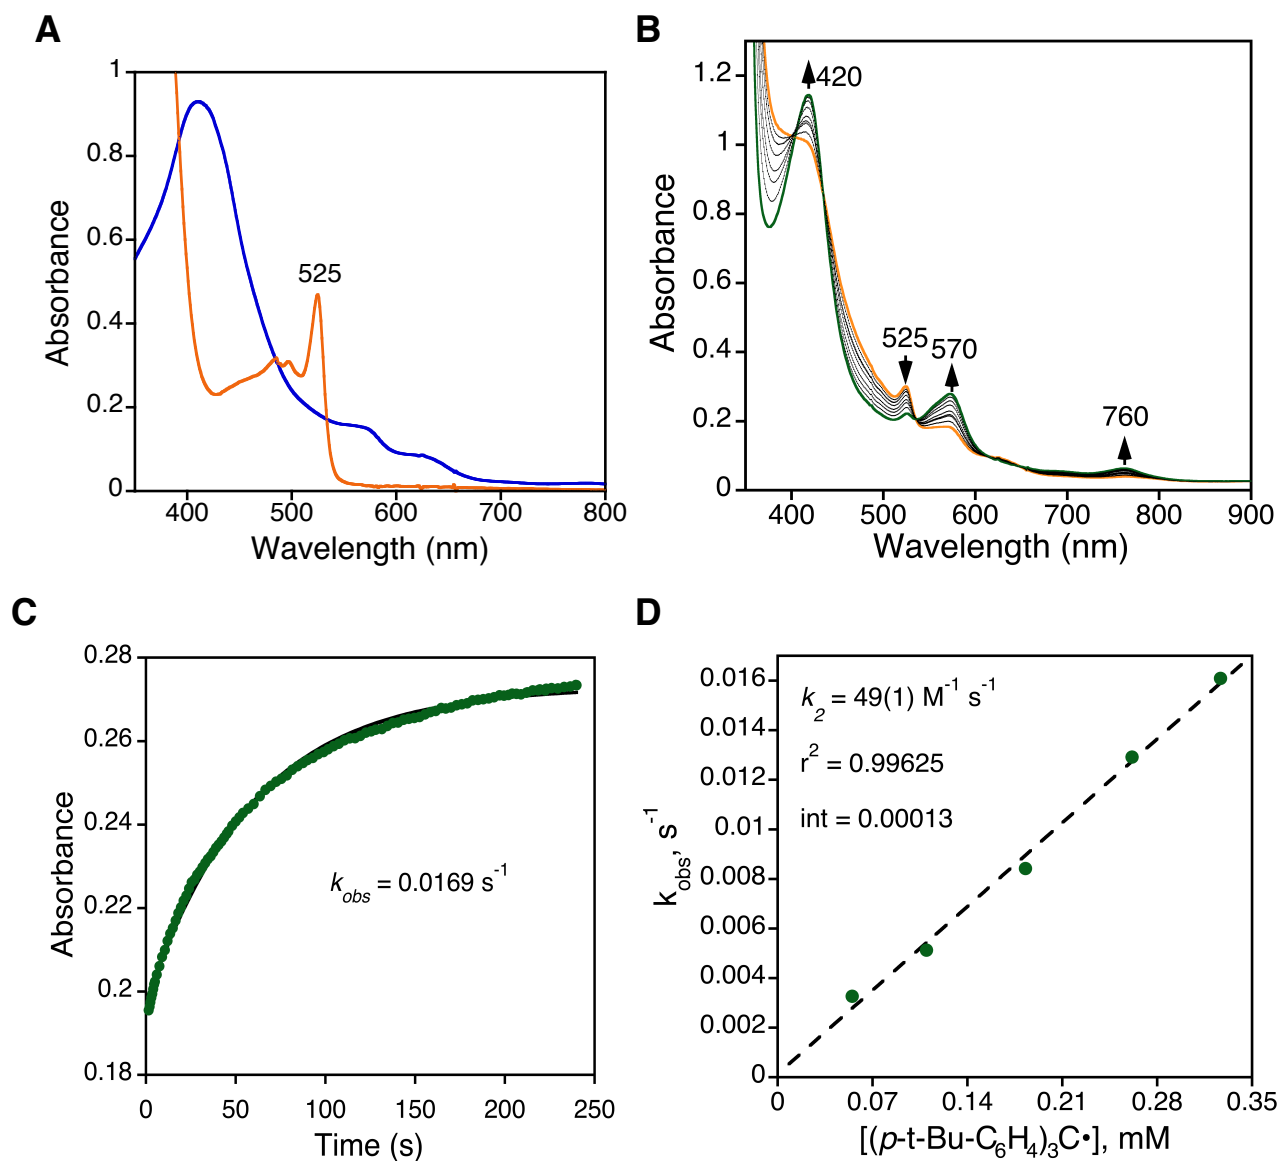 A
1
0.8
0.6
0.4
0.2
0
Absorbance
525
400 500 600 700 800
Wavelength (nm)
B
1.2
1
0.8
0.6
0.4
0.2
0
Absorbance
420
525
570
760
400 500 600 700 800 900
Wavelength (nm)
C
0.28
0.26
0.24
0.22
0.2
0.18
Absorbance
k_obs = 0.0169 s⁻¹
0 50 100 150 200 250
Time (s)
D
0.016
0.014
0.012
0.01
0.008
0.006
0.004
0.002
0
k_obs, s⁻¹
k₂ = 49(1) M⁻¹ s⁻¹
r² = 0.99625
int = 0.00013
0 0.07 0.14 0.21 0.28 0.35
[(p-t-Bu-C₆H₄)₃C•], mM